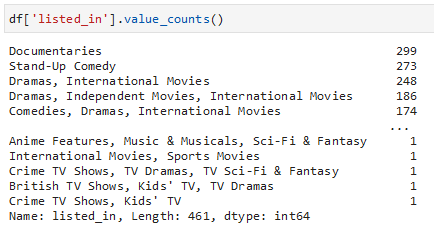 df['listed_in'].value_counts()
Documentaries 299
Stand-Up Comedy 273
Dramas, International Movies 248
Dramas, Independent Movies, International Movies 186
Comedies, Dramas, International Movies 174
...
Anime Features, Music & Musicals, Sci-Fi & Fantasy 1
International Movies, Sports Movies 1
Crime TV Shows, TV Dramas, TV Sci-Fi & Fantasy 1
British TV Shows, Kids' TV, TV Dramas 1
Crime TV Shows, Kids' TV 1
Name: listed_in, Length: 461, dtype: int64